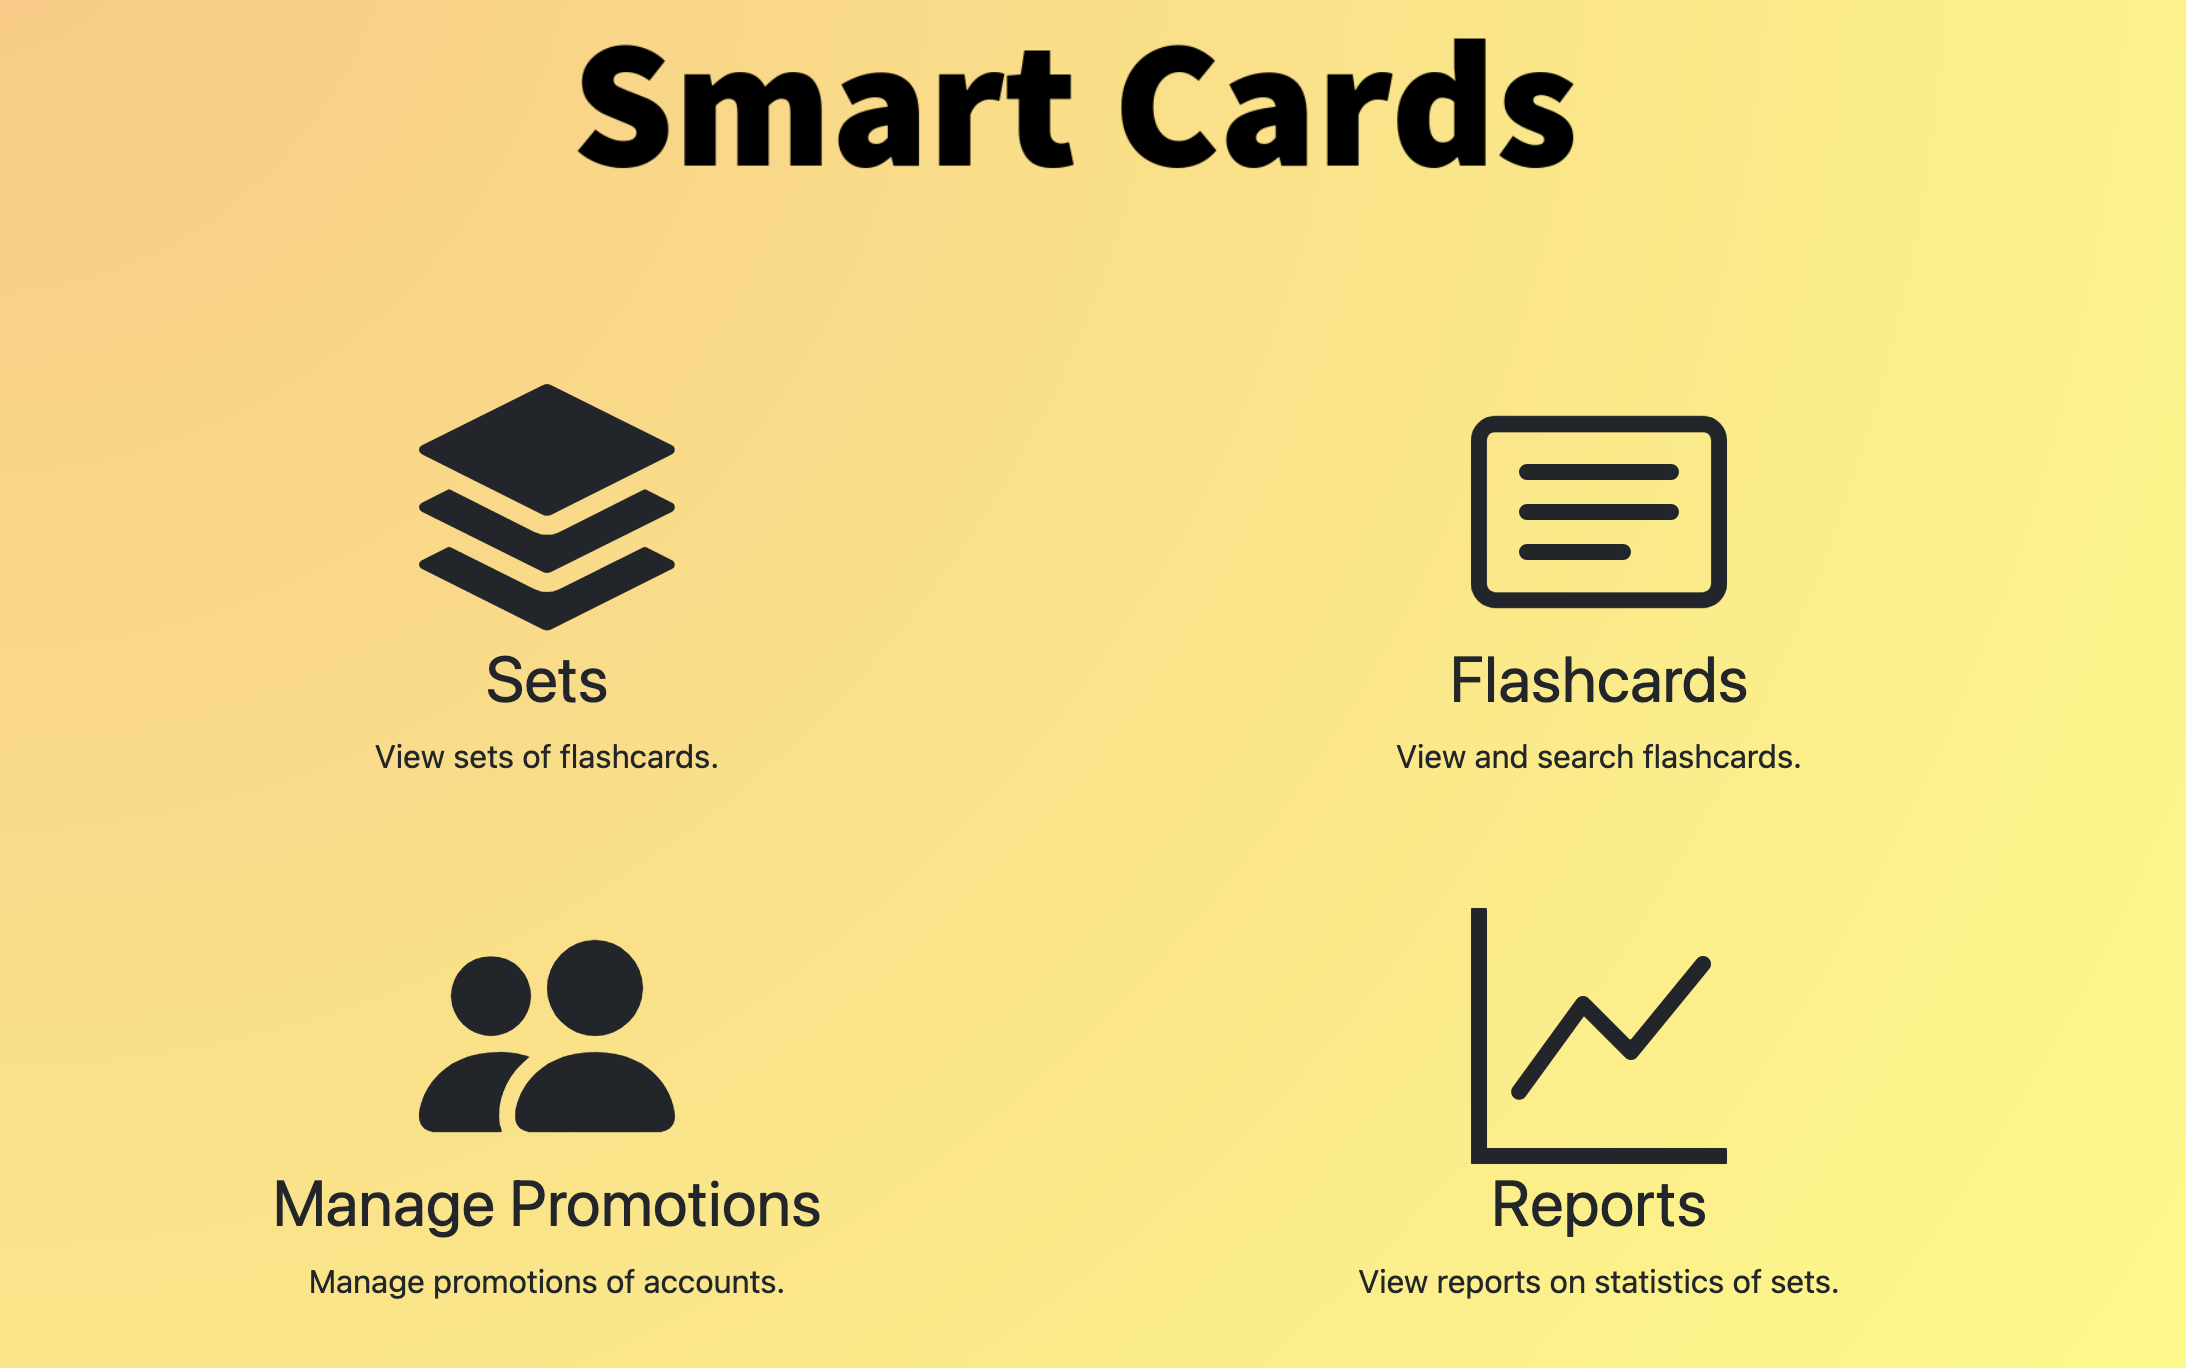 Smart Cards
Sets
View sets of flashcards.
Flashcards
View and search flashcards.
Manage Promotions
Manage promotions of accounts.
Reports
View reports on statistics of sets.